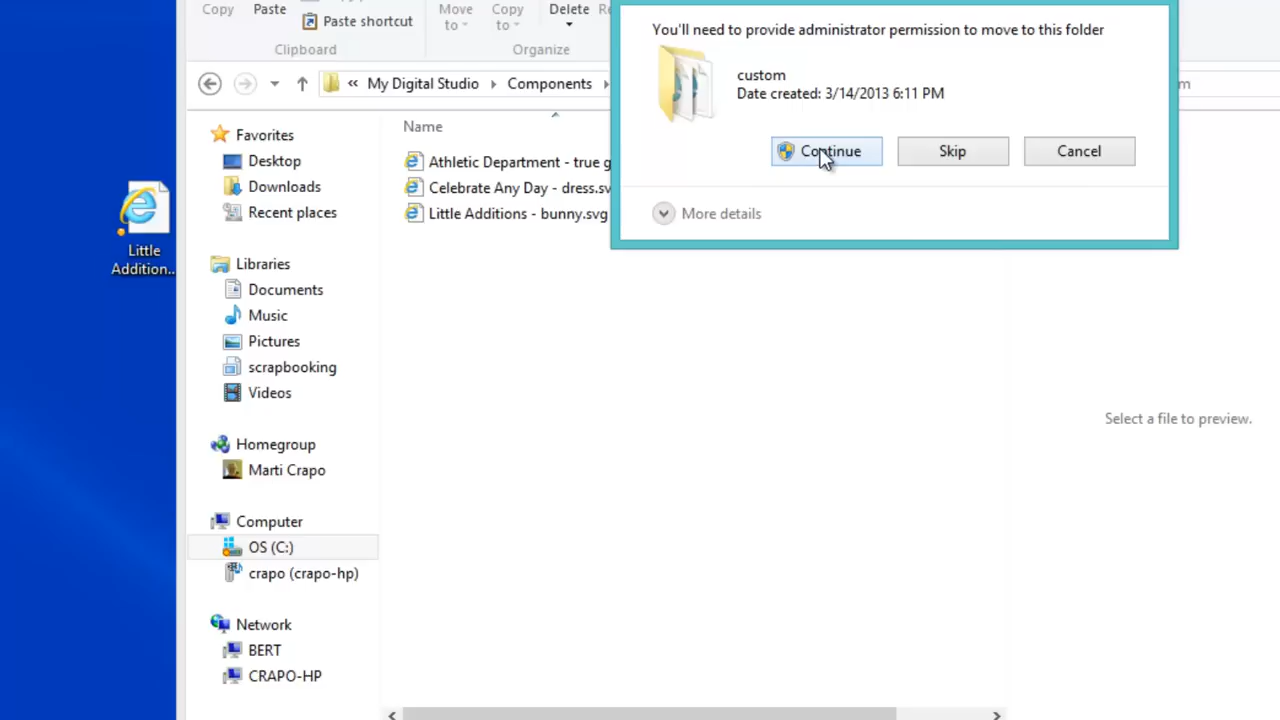 Copy
Paste
Paste shortcut
Move to
Copy to
Delete
Clipboard
Organize
You'll need to provide administrator permission to move to this folder
custom
Date created: 3/14/2013 6:11 PM
Continue
Skip
Cancel
More details
« My Digital Studio
Components
Name
Athletic Department - true g
Celebrate Any Day - dress.sv
Little Additions - bunny.svg
Little
Addition...
Favorites
Desktop
Downloads
Recent places
Libraries
Documents
Music
Pictures
scrapbooking
Videos
Homegroup
Marti Crapo
Computer
OS (C:)
crapo (crapo-hp)
Network
BERT
CRAPO-HP
Select a file to preview.